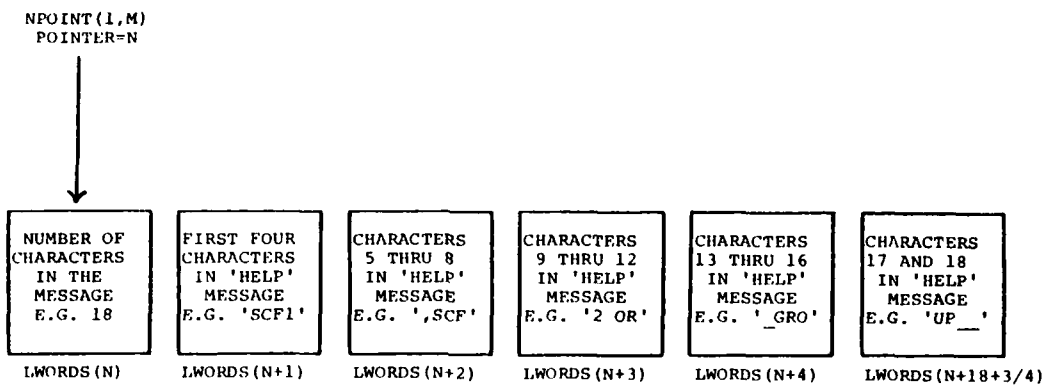 NPOINT(1,M)
POINTER=N
NUMBER OF
CHARACTERS
IN THE
MESSAGE
E.G. 18
LWORDS(N)
FIRST FOUR
CHARACTERS
IN 'HELP'
MESSAGE
E.G. 'SCF1'
LWORDS(N+1)
CHARACTERS
5 THRU 8
IN 'HELP'
MESSAGE
E.G. ',SCF'
LWORDS(N+2)
CHARACTERS
9 THRU 12
IN 'HELP'
MESSAGE
E.G. '2 OR'
LWORDS(N+3)
CHARACTERS
13 THRU 16
IN 'HELP'
MESSAGE
E.G. '_GRO'
LWORDS(N+4)
CHARACTERS
17 AND 18
IN 'HELP'
MESSAGE
E.G. 'UP__'
LWORDS(N+18+3/4)